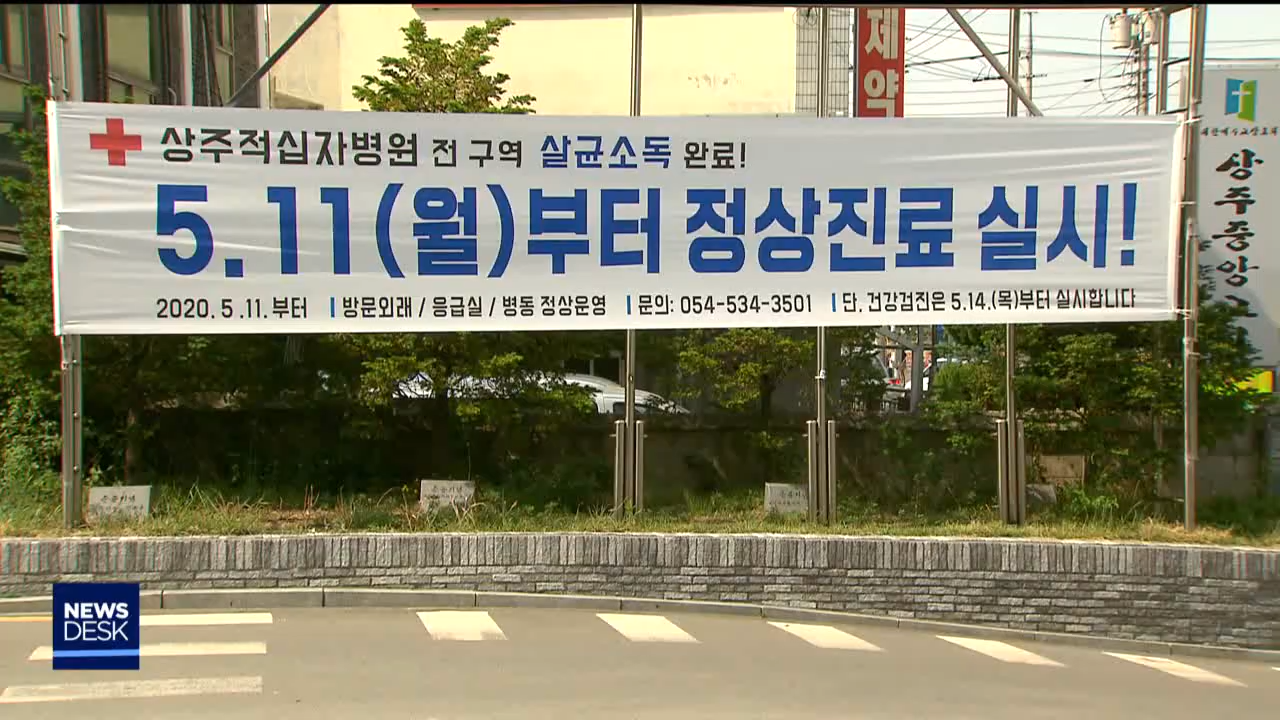 제약
상주적십자병원 전 구역 살균소독 완료!
5.11(월)부터 정상진료 실시!
2020. 5.11.부터 방문외래 / 응급실 / 병동 정상운영 문의: 054-534-3501 단. 건강검진은 5.14.(목)부터 실시합니다
상주중앙
NEWS
DESK